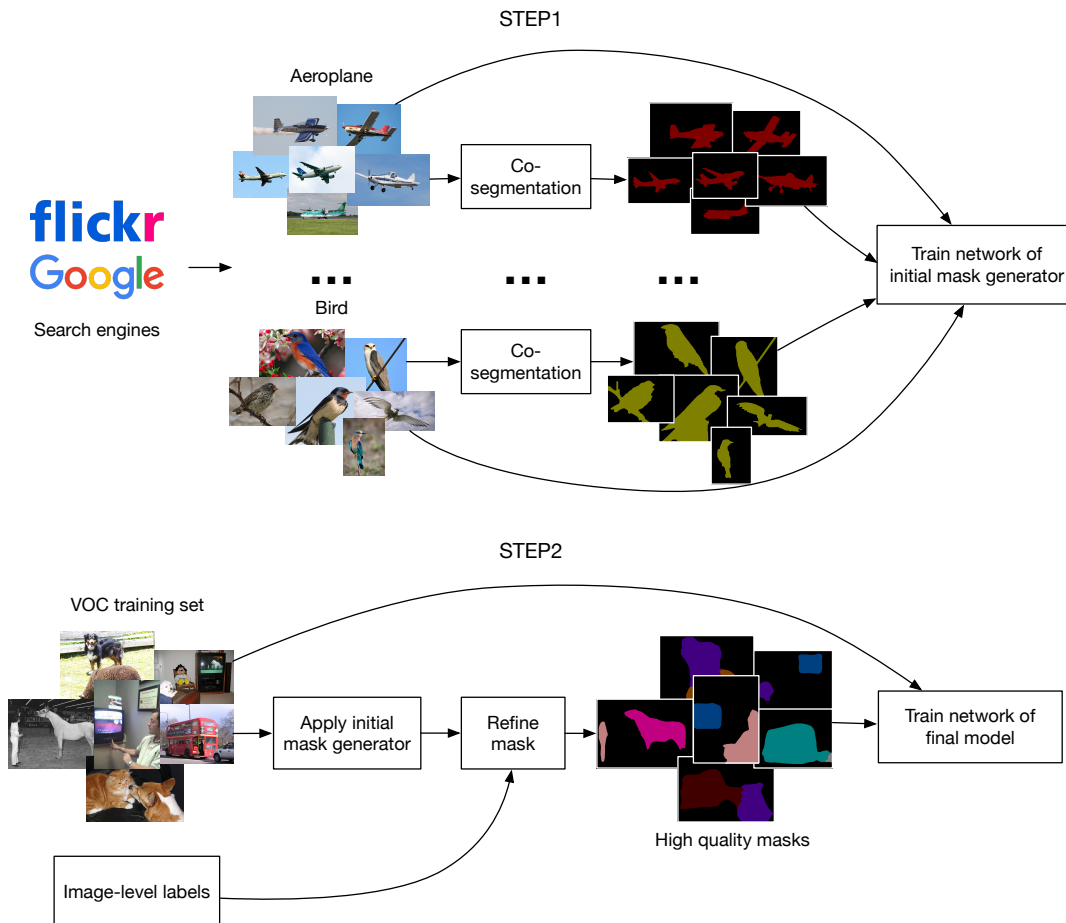 STEP1
Aeroplane
Co-
segmentation
flickr
Google
Search engines
Train network of
initial mask generator
...
...
...
Bird
Co-
segmentation
STEP2
VOC training set
Apply initial
mask generator
Refine
mask
Train network of
final model
High quality masks
Image-level labels